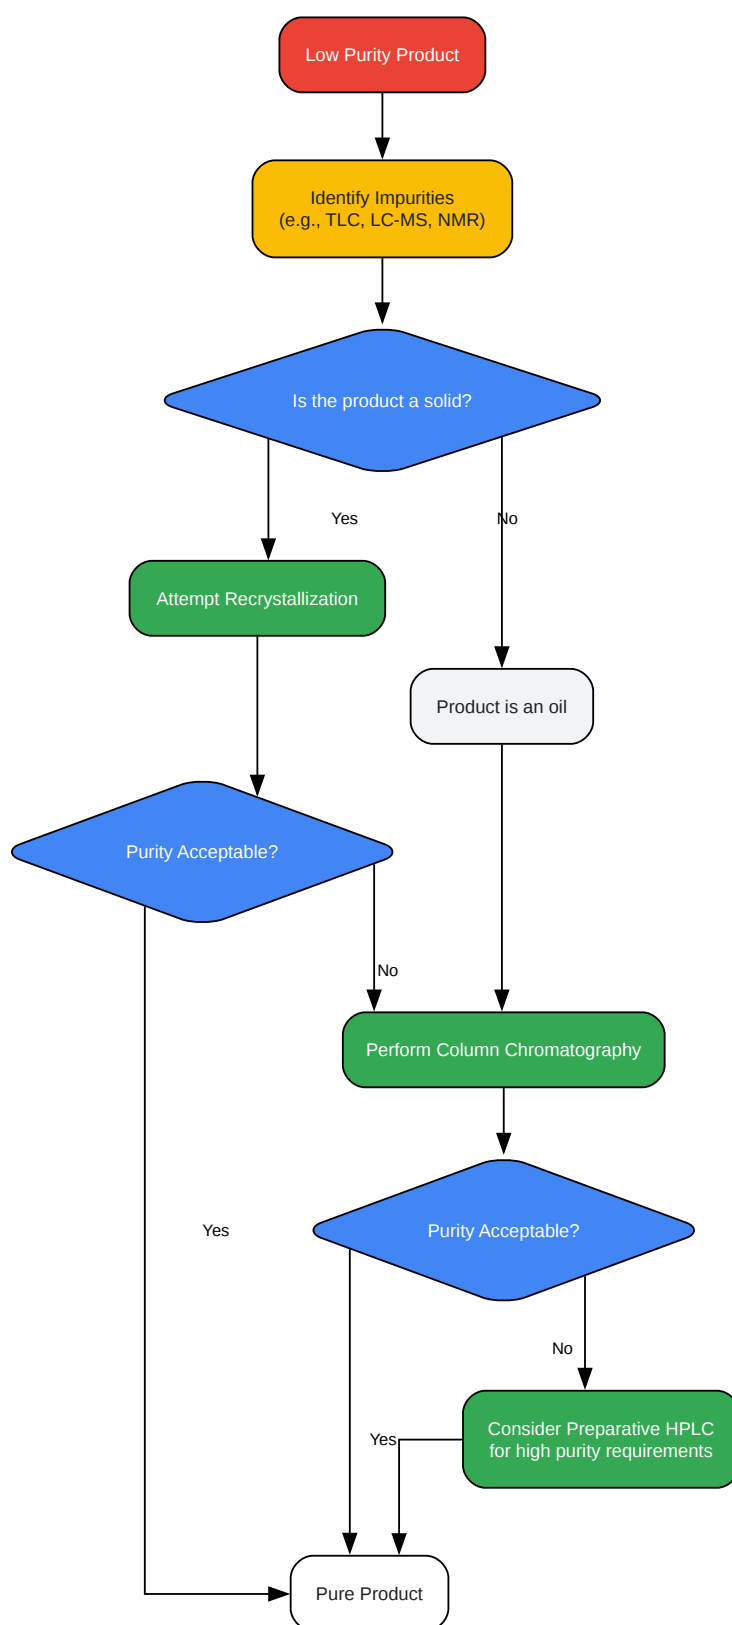 Low Purity Product
Identify Impurities
(e.g., TLC, LC-MS, NMR)
Is the product a solid?
Yes
No
Attempt Recrystallization
Product is an oil
Purity Acceptable?
No
Perform Column Chromatography
Yes
Purity Acceptable?
No
Consider Preparative HPLC
for high purity requirements
Yes
Pure Product